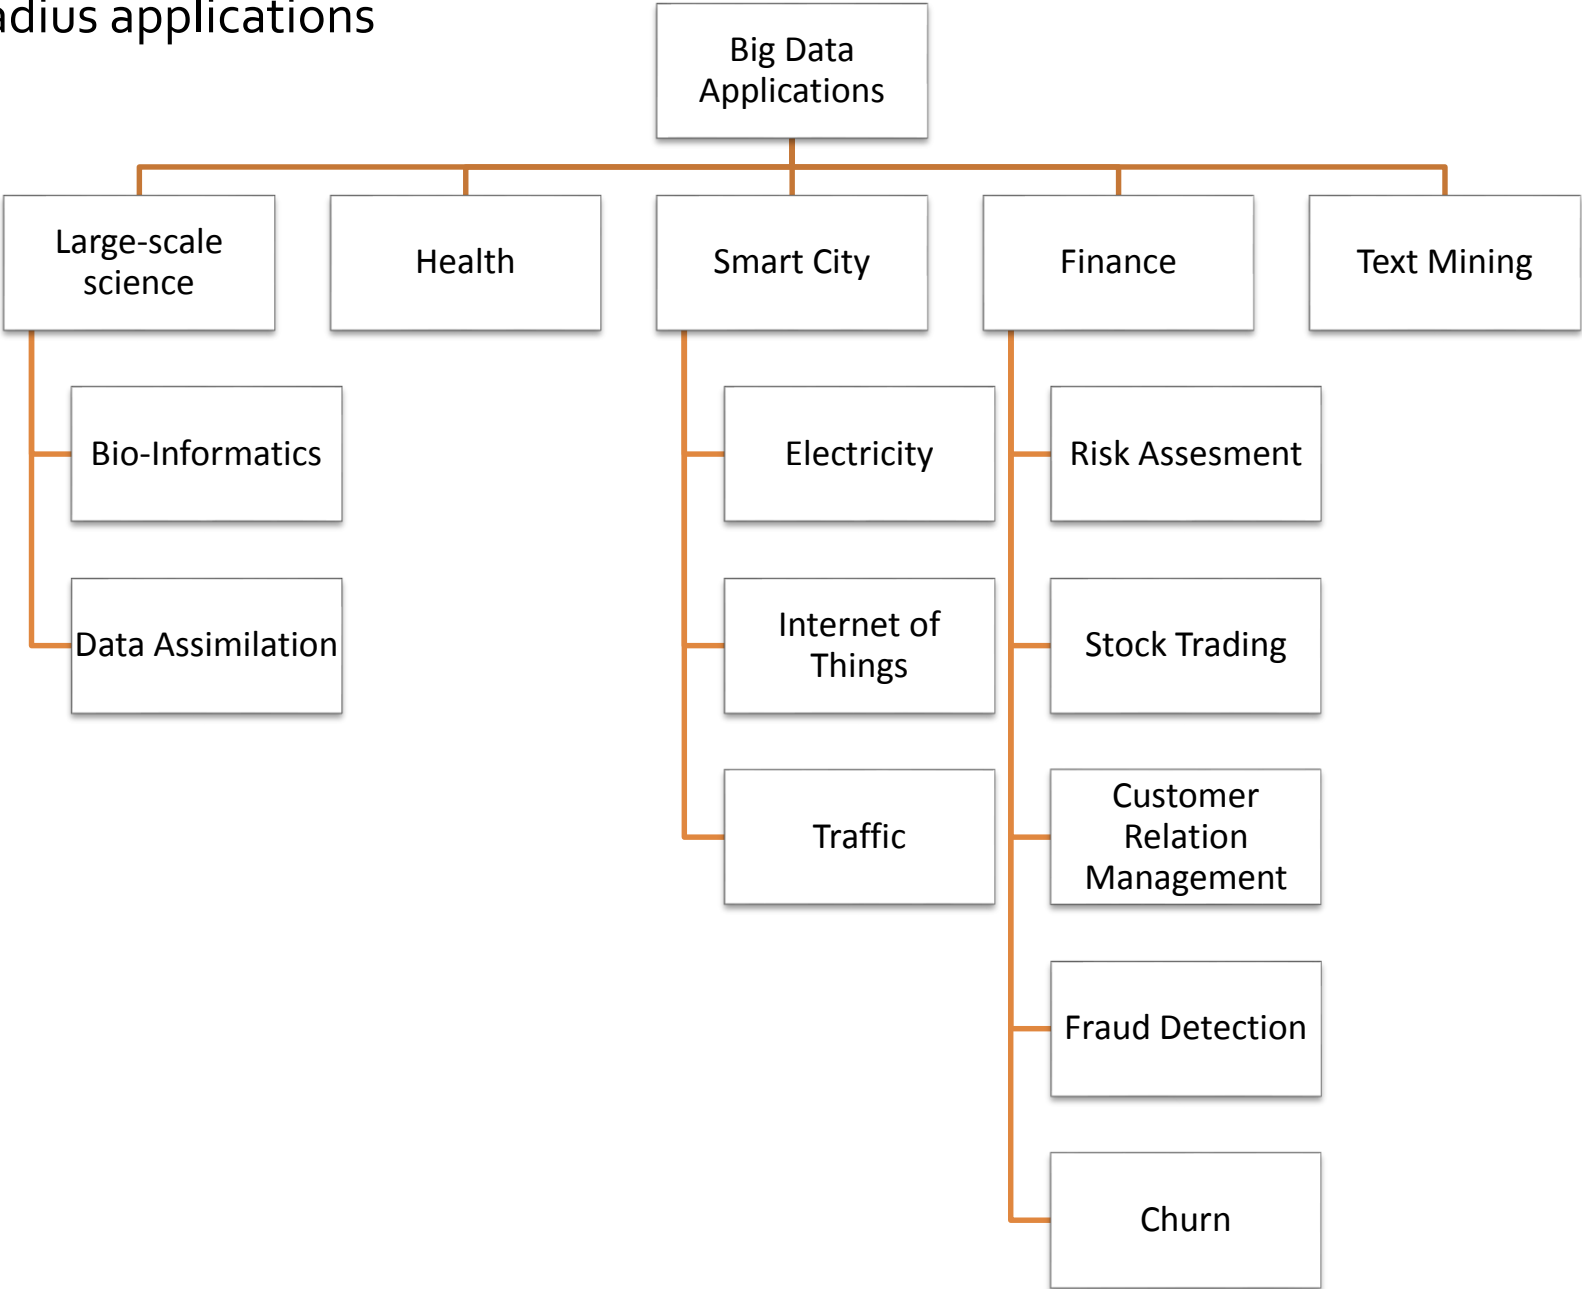 adius applications
Big Data
Applications
Large-scale
science
Health
Smart City
Finance
Text Mining
Bio-Informatics
Data Assimilation
Electricity
Internet of
Things
Traffic
Risk Assesment
Stock Trading
Customer
Relation
Management
Fraud Detection
Churn